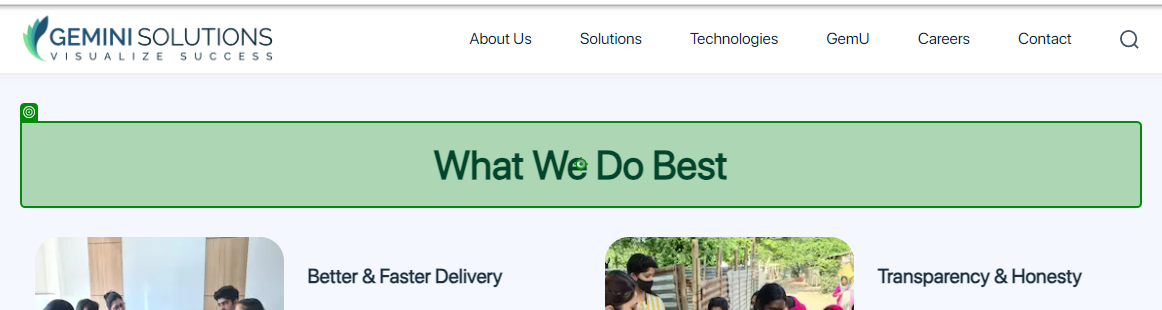 GEMINI SOLUTIONS
VISUALIZE SUCCESS
About Us
Solutions
Technologies
GemU
Careers
Contact
What We Do Best
Better & Faster Delivery
Transparency & Honesty